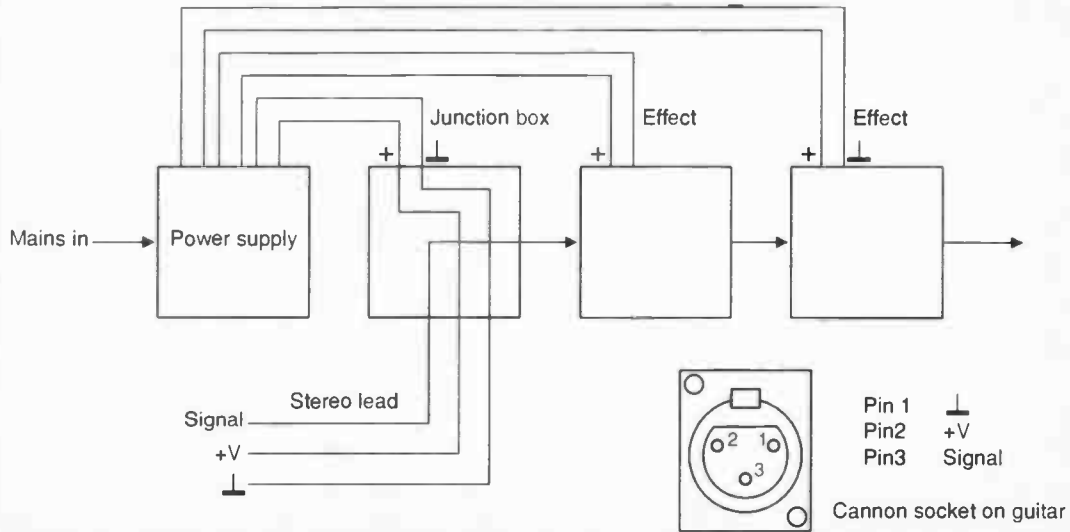 Junction box
Effect
Effect
+
+
+
Mains in
Power supply
Stereo lead
Signal
+V
2
1
3
Pin 1
Pin2 +V
Pin3 Signal
Cannon socket on guitar